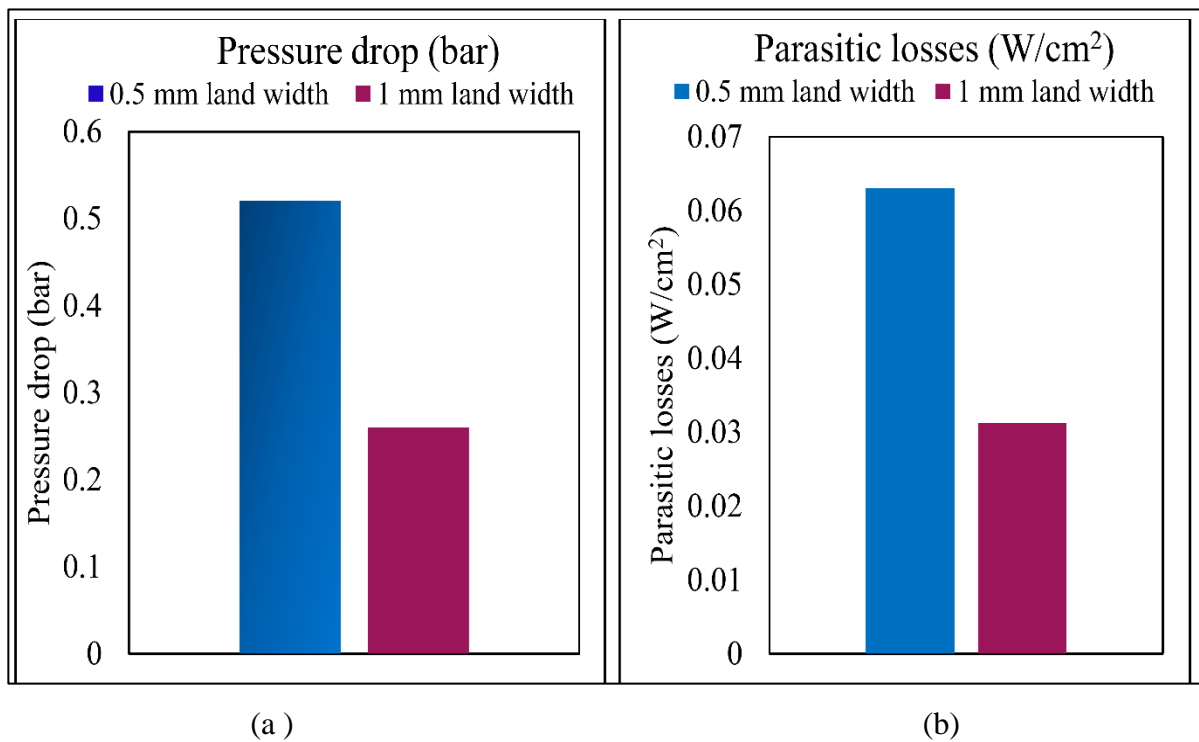 Pressure drop (bar)
0.5 mm land width 1 mm land width
0.6
0.5
0.4
0.3
0.2
0.1
0
Pressure drop (bar)
(a )
Parasitic losses (W/cm²)
0.5 mm land width 1 mm land width
0.07
0.06
0.05
0.04
0.03
0.02
0.01
0
Parasitic losses (W/cm²)
(b)